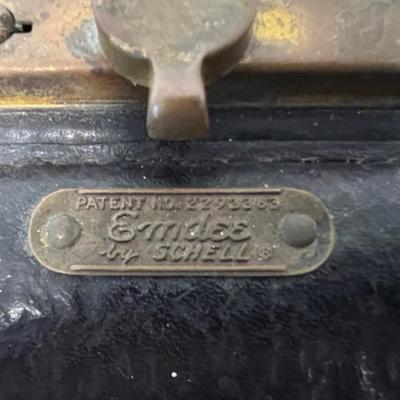 PATENT NO. 2293363
Emdee
by SCHELL ®